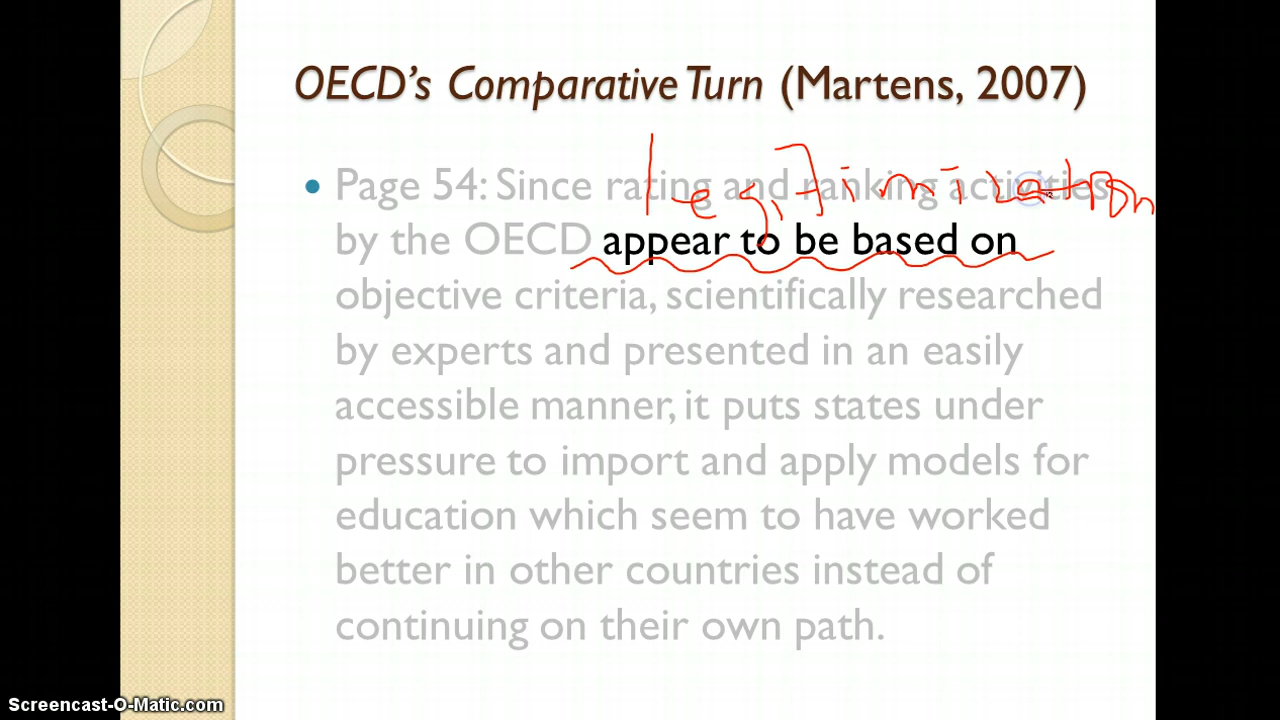 OECD's Comparative Turn (Martens, 2007)
legitimization
• Page 54: Since rating and ranking activities
by the OECD appear to be based on
objective criteria, scientifically researched
by experts and presented in an easily
accessible manner, it puts states under
pressure to import and apply models for
education which seem to have worked
better in other countries instead of
continuing on their own path.
Screencast-O-Matic.com